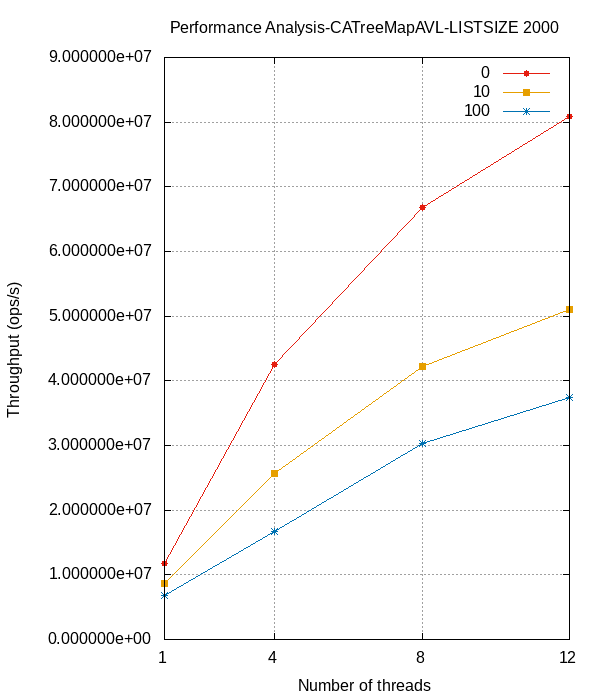 Performance Analysis-CATreeMapAVL-LISTSIZE 2000
9.000000e+07
8.000000e+07
7.000000e+07
6.000000e+07
5.000000e+07
4.000000e+07
3.000000e+07
2.000000e+07
1.000000e+07
0.000000e+00
Throughput (ops/s)
0
10
100
1 4 8 12
Number of threads